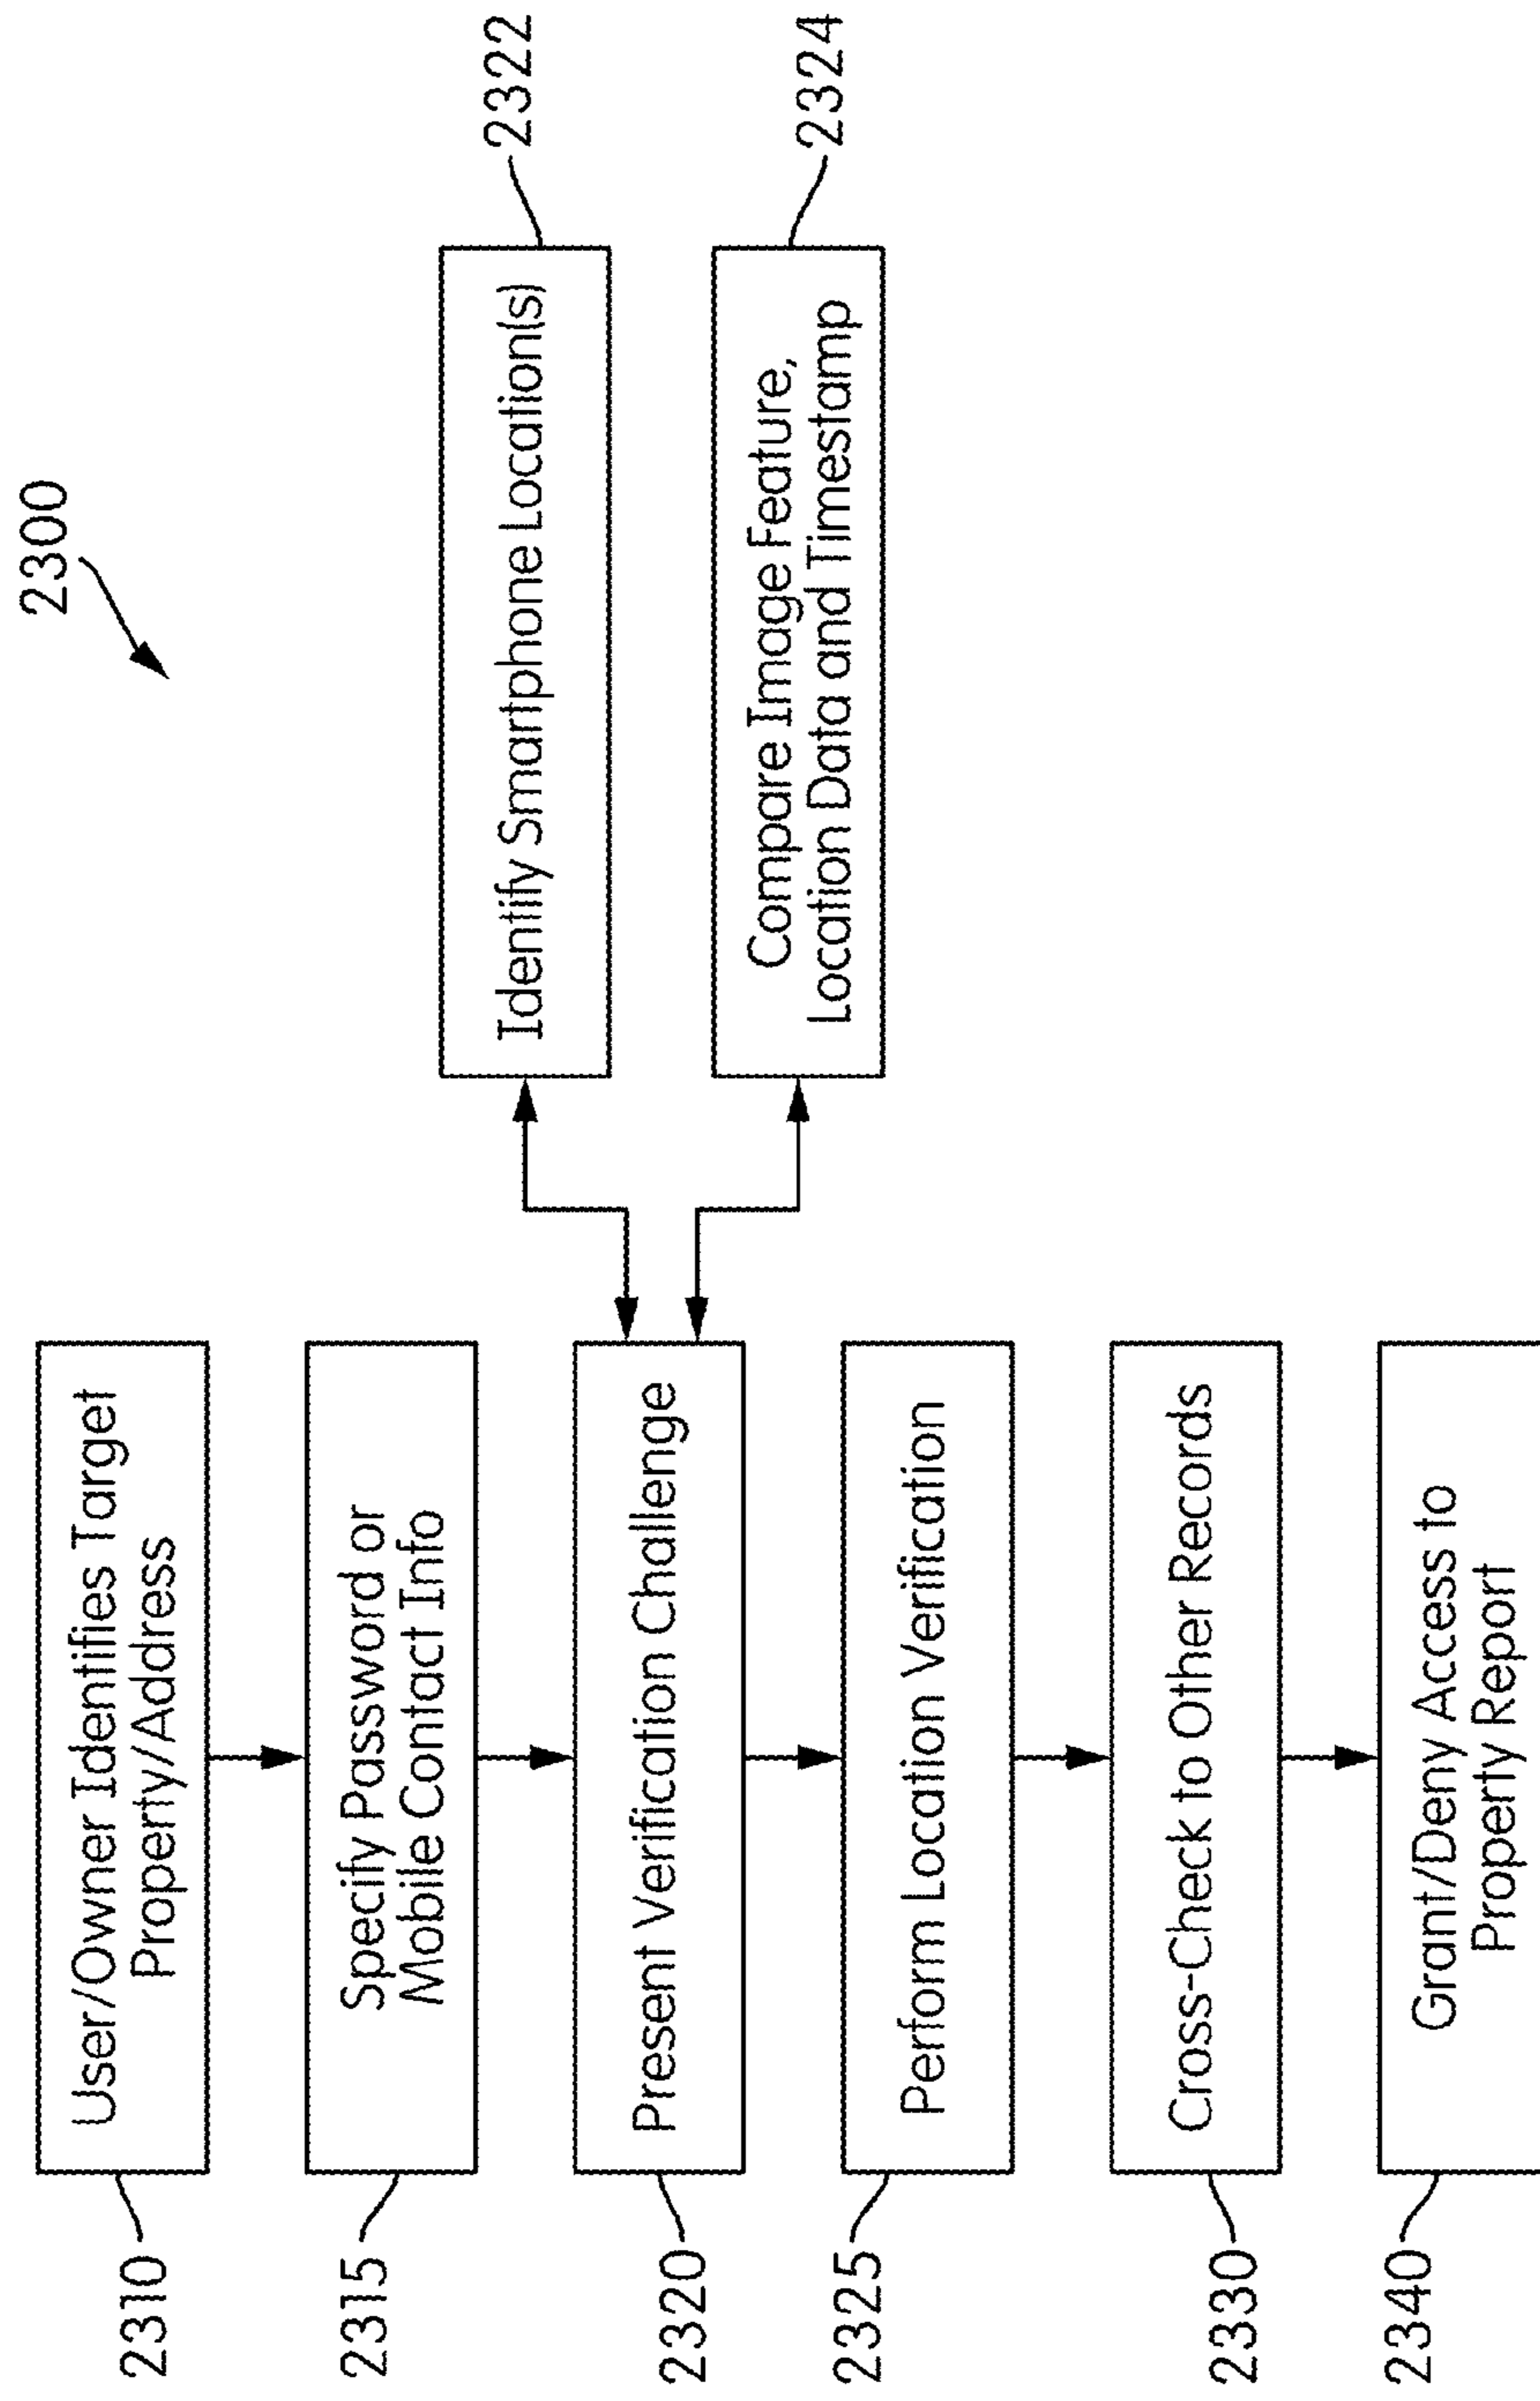 2300
2310
User/Owner Identifies Target
Property/Address
2315
Specify Password or
Mobile Contact Info
2320
Present Verification Challenge
Identify Smartphone Location(s)
2322
Compare Image Feature,
Location Data and Timestamp
2324
2325
Perform Location Verification
2330
Cross-Check to Other Records
2340
Grant/Deny Access to
Property Report